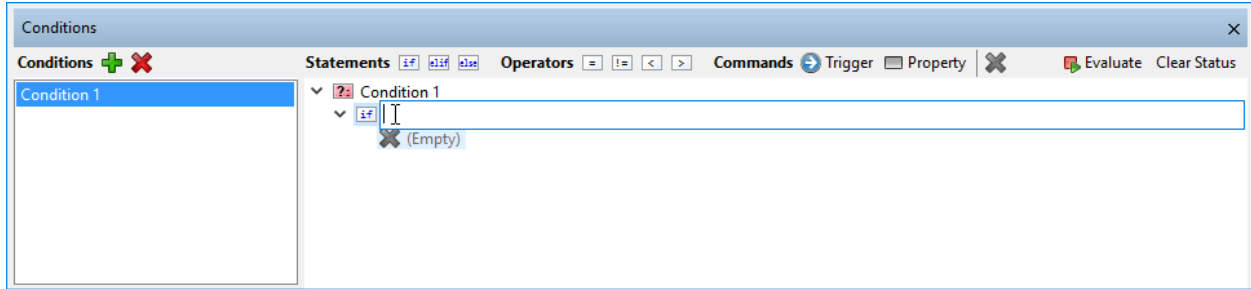 Conditions
Conditions Statements if elif else Operators = != < > Commands Trigger Property Evaluate Clear Status
Condition 1
?: Condition 1
if
(Empty)